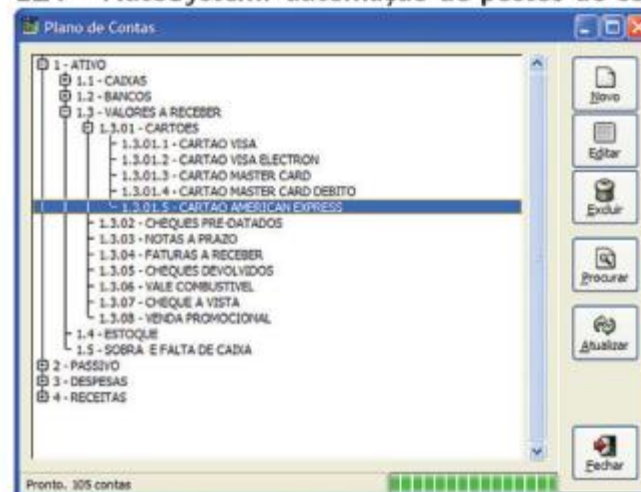 Plano de Contas
1 - ATIVO
1.1 - CAIXAS
1.2 - BANCOS
1.3 - VALORES A RECEBER
1.3.01 - CARTOES
1.3.01.1 - CARTAO VISA
1.3.01.2 - CARTAO VISA ELECTRON
1.3.01.3 - CARTAO MASTER CARD
1.3.01.4 - CARTAO MASTER CARD DEBITO
1.3.01.5 - CARTAO AMERICAN EXPRESS
1.3.02 - CHEQUES PRE-DATADOS
1.3.03 - NOTAS A PRAZO
1.3.04 - FATURAS A RECEBER
1.3.05 - CHEQUES DEVOLVIDOS
1.3.06 - VALE COMBUSTIVEL
1.3.07 - CHEQUE A VISTA
1.3.08 - VENDA PROMOCIONAL
1.4 - ESTOQUE
1.5 - SOBRA E FALTA DE CAIXA
2 - PASSIVO
3 - DESPESAS
4 - RECEITAS
Novo
Editar
Excluir
Procurar
Atualizar
Fechar
Pronto. 105 contas